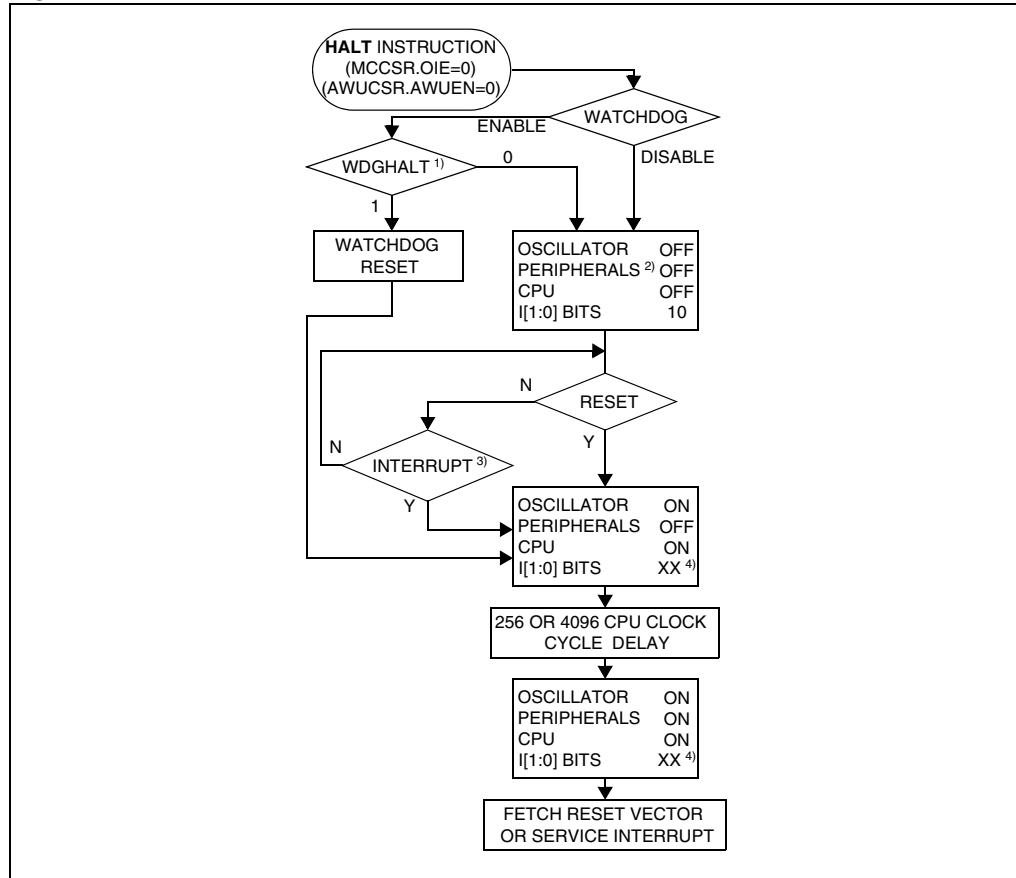 HALT INSTRUCTION
(MCCSR.OIE=0)
(AWUCSR.AWUEN=0)
WATCHDOG
ENABLE
DISABLE
WDGHALT 1)
0
1
WATCHDOG
RESET
OSCILLATOR OFF
PERIPHERALS 2) OFF
CPU OFF
I[1:0] BITS 10
N
RESET
Y
N
INTERRUPT 3)
Y
OSCILLATOR ON
PERIPHERALS OFF
CPU ON
I[1:0] BITS XX 4)
256 OR 4096 CPU CLOCK
CYCLE DELAY
OSCILLATOR ON
PERIPHERALS ON
CPU ON
I[1:0] BITS XX 4)
FETCH RESET VECTOR
OR SERVICE INTERRUPT